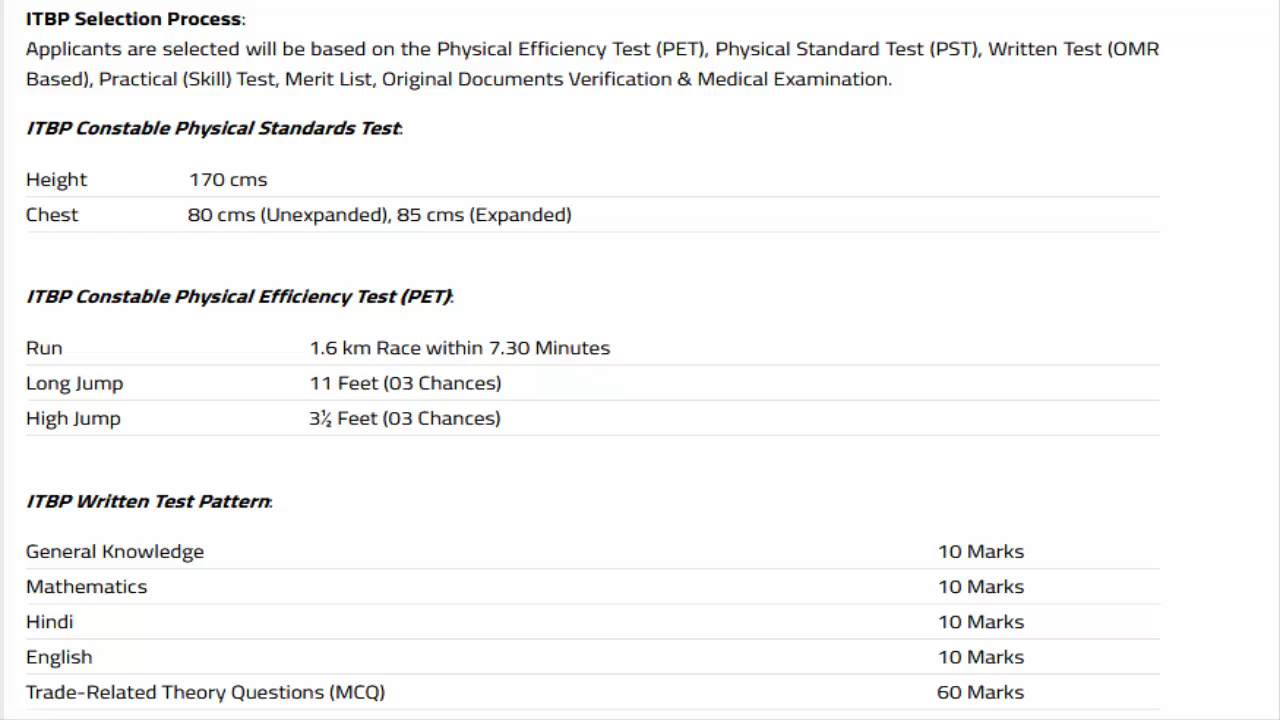 ITBP Selection Process:
Applicants are selected will be based on the Physical Efficiency Test (PET), Physical Standard Test (PST), Written Test (OMR
Based), Practical (Skill) Test, Merit List, Original Documents Verification & Medical Examination.
ITBP Constable Physical Standards Test:
Height 170 cms
Chest 80 cms (Unexpanded), 85 cms (Expanded)
ITBP Constable Physical Efficiency Test (PET):
Run 1.6 km Race within 7.30 Minutes
Long Jump 11 Feet (03 Chances)
High Jump 3½ Feet (03 Chances)
ITBP Written Test Pattern:
General Knowledge 10 Marks
Mathematics 10 Marks
Hindi 10 Marks
English 10 Marks
Trade-Related Theory Questions (MCQ) 60 Marks